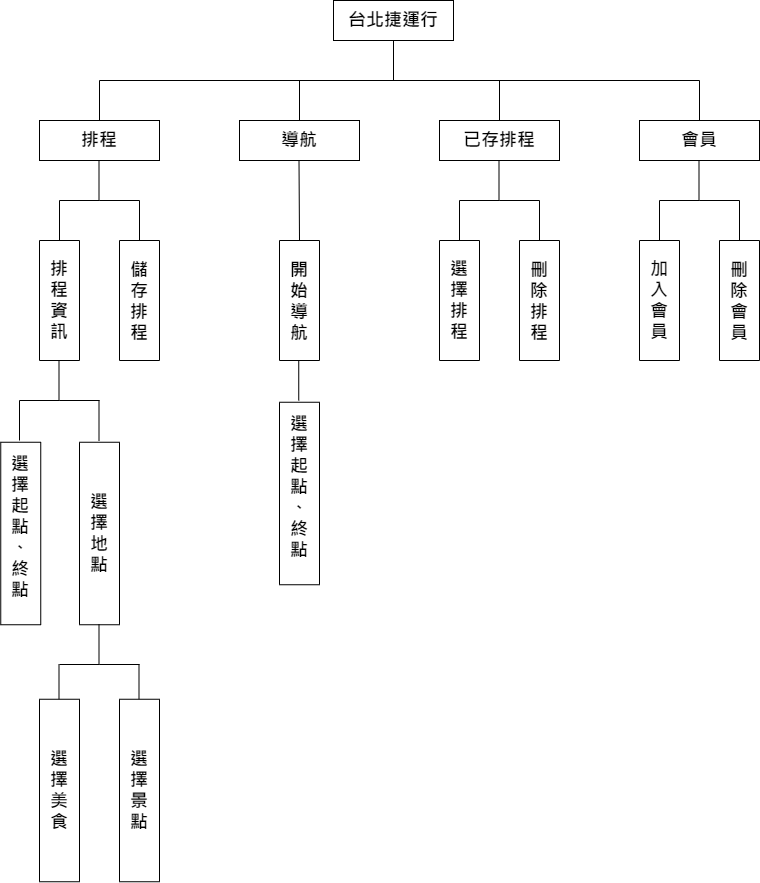 台北捷運行
排程
導航
已存排程
會員
排程資訊
儲存排程
開始導航
選擇排程
刪除排程
加入會員
刪除會員
選擇起點、終點
選擇地點
選擇起點、終點
選擇美食
選擇景點